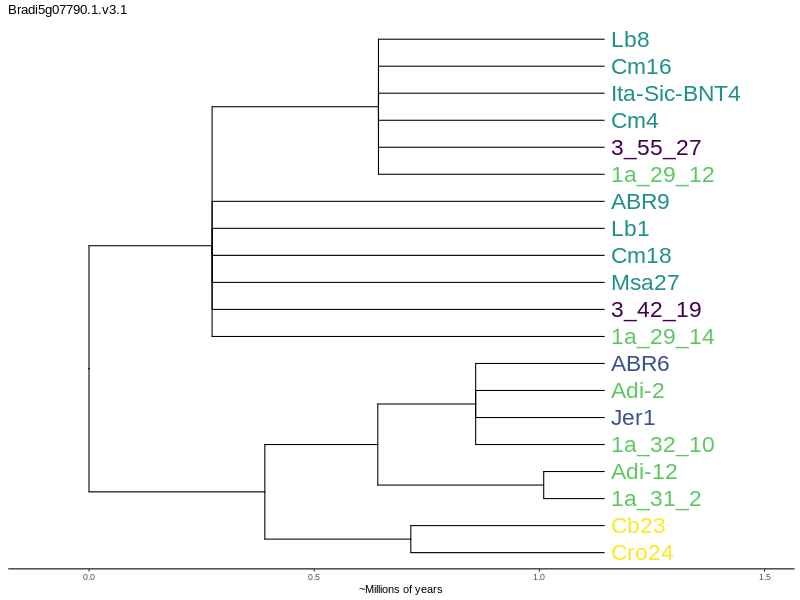 Bradi5g07790.1.v3.1
Lb8
Cm16
Ita-Sic-BNT4
Cm4
3_55_27
1a_29_12
ABR9
Lb1
Cm18
Msa27
3_42_19
1a_29_14
ABR6
Adi-2
Jer1
1a_32_10
Adi-12
1a_31_2
Cb23
Cro24
0.0 0.5 1.0 1.5
~Millions of years